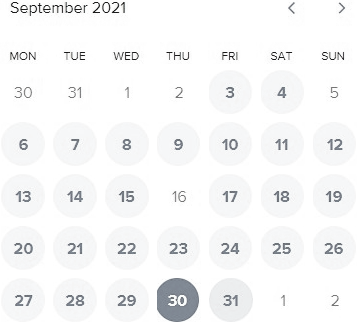 September 2021
MON TUE WED THU FRI SAT SUN
30 31 1 2 3 4 5
6 7 8 9 10 11 12
13 14 15 16 17 18 19
20 21 22 23 24 25 26
27 28 29 30 31 1 2